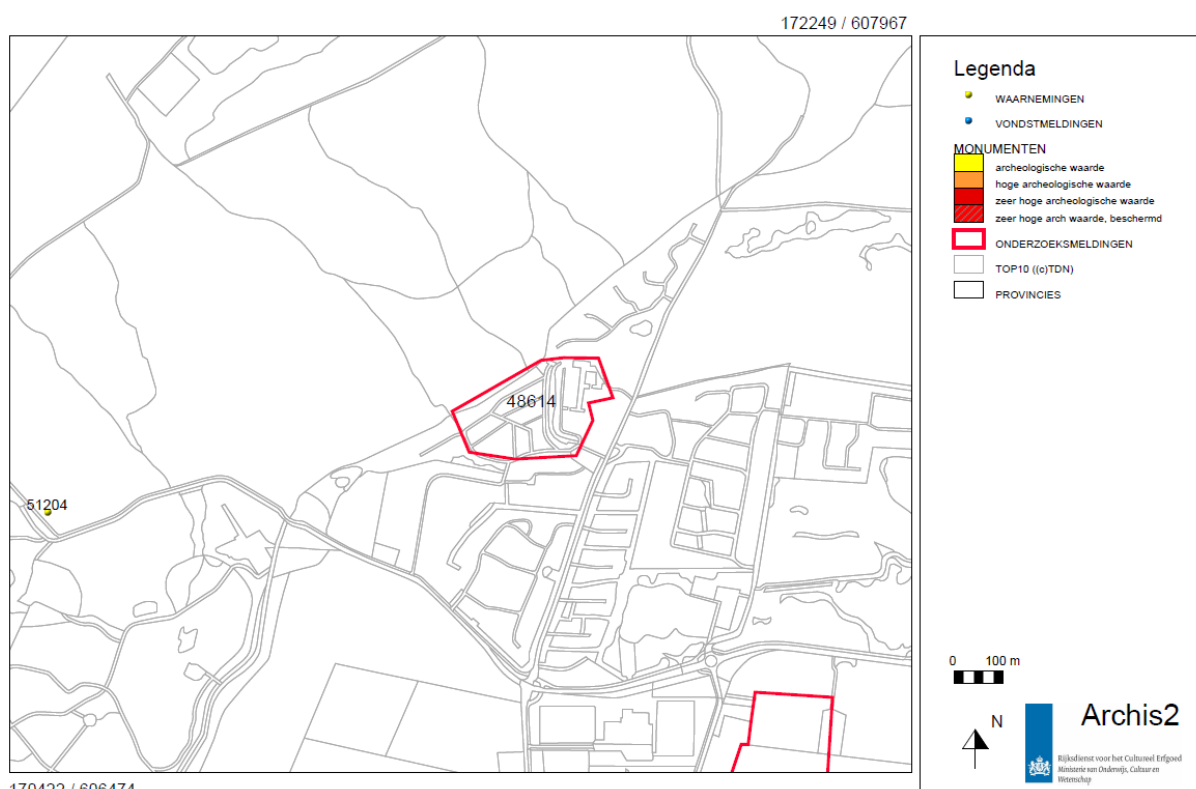 172249 / 607967
48614
51204
Legenda
WAARNEMINGEN
VONDSTMELDINGEN
MONUMENTEN
archeologische waarde
hoge archeologische waarde
zeer hoge archeologische waarde
zeer hoge arch waarde, beschermd
ONDERZOEKSMELDINGEN
TOP10 ((c)TDN)
PROVINCIES
0 100 m
N
Archis2
Rijksdienst voor het Cultureel Erfgoed
Ministerie van Onderwijs, Cultuur en
Wetenschap